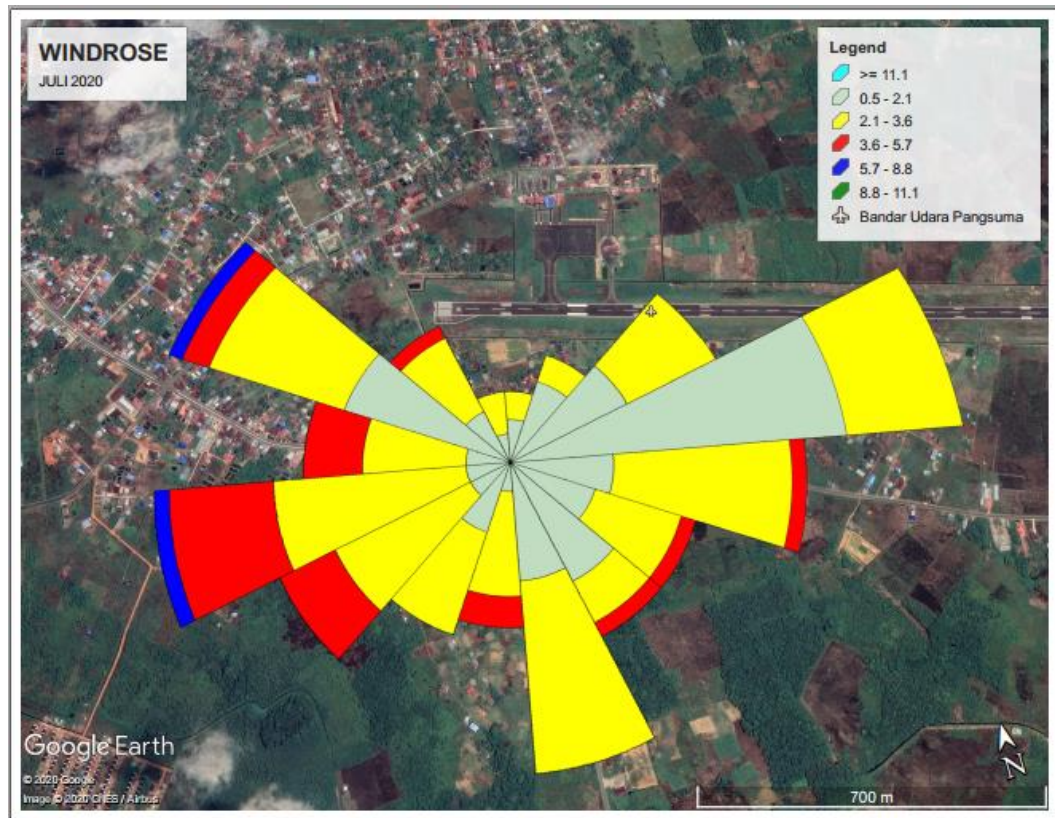 WINDROSE
JULI 2020
Legend
>= 11.1
0.5 - 2.1
2.1 - 3.6
3.6 - 5.7
5.7 - 8.8
8.8 - 11.1
Bandar Udara Pangsuma
Google Earth
© 2020 Google
Image © 2020 CNES / Airbus
N
700 m